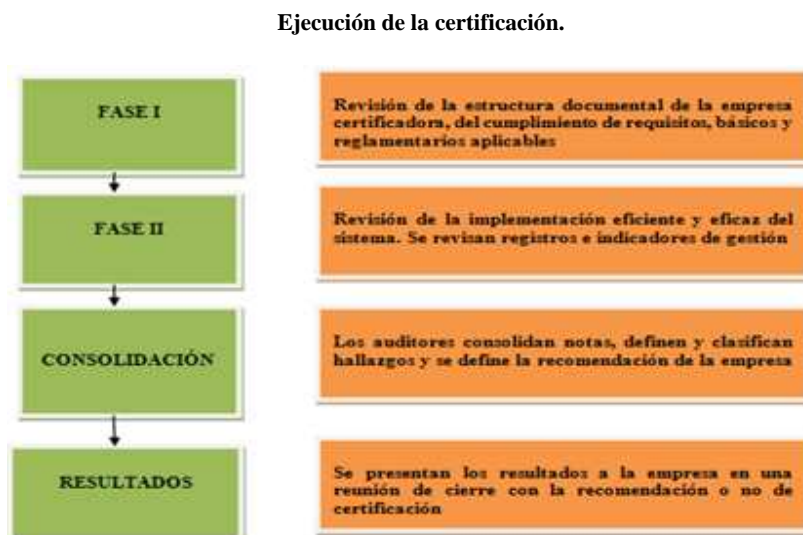 Ejecución de la certificación.
FASE I
Revisión de la estructura documental de la empresa
certificadora, del cumplimiento de requisitos, básicos y
reglamentarios aplicables
FASE II
Revisión de la implementación eficiente y eficaz del
sistema. Se revisan registros e indicadores de gestión
CONSOLIDACIÓN
Los auditores consolidan notas, definen y clasifican
hallazgos y se define la recomendación de la empresa
RESULTADOS
Se presentan los resultados a la empresa en una
reunión de cierre con la recomendación o no de
certificación